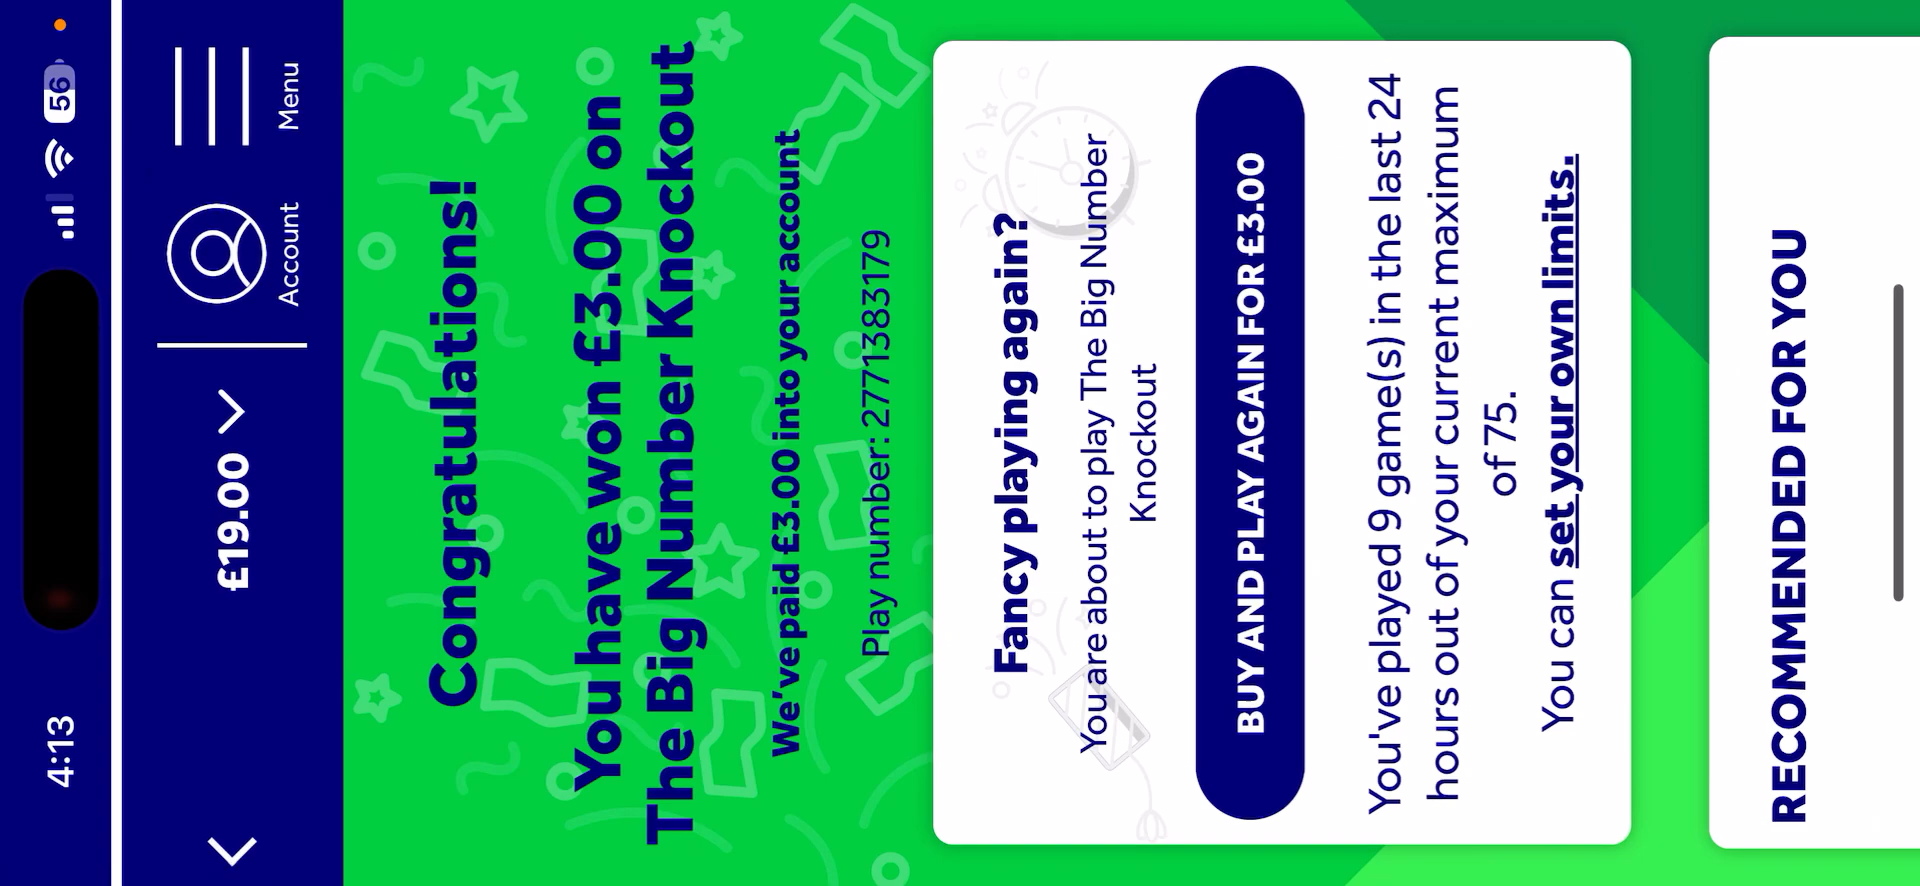 4:13
56
£19.00
Account
Menu
Congratulations!
You have won £3.00 on
The Big Number Knockout
We've paid £3.00 into your account
Play number: 27713383179
Fancy playing again?
You are about to play The Big Number
Knockout
BUY AND PLAY AGAIN FOR £3.00
You've played 9 game(s) in the last 24
hours out of your current maximum
of 75.
You can set your own limits.
RECOMMENDED FOR YOU